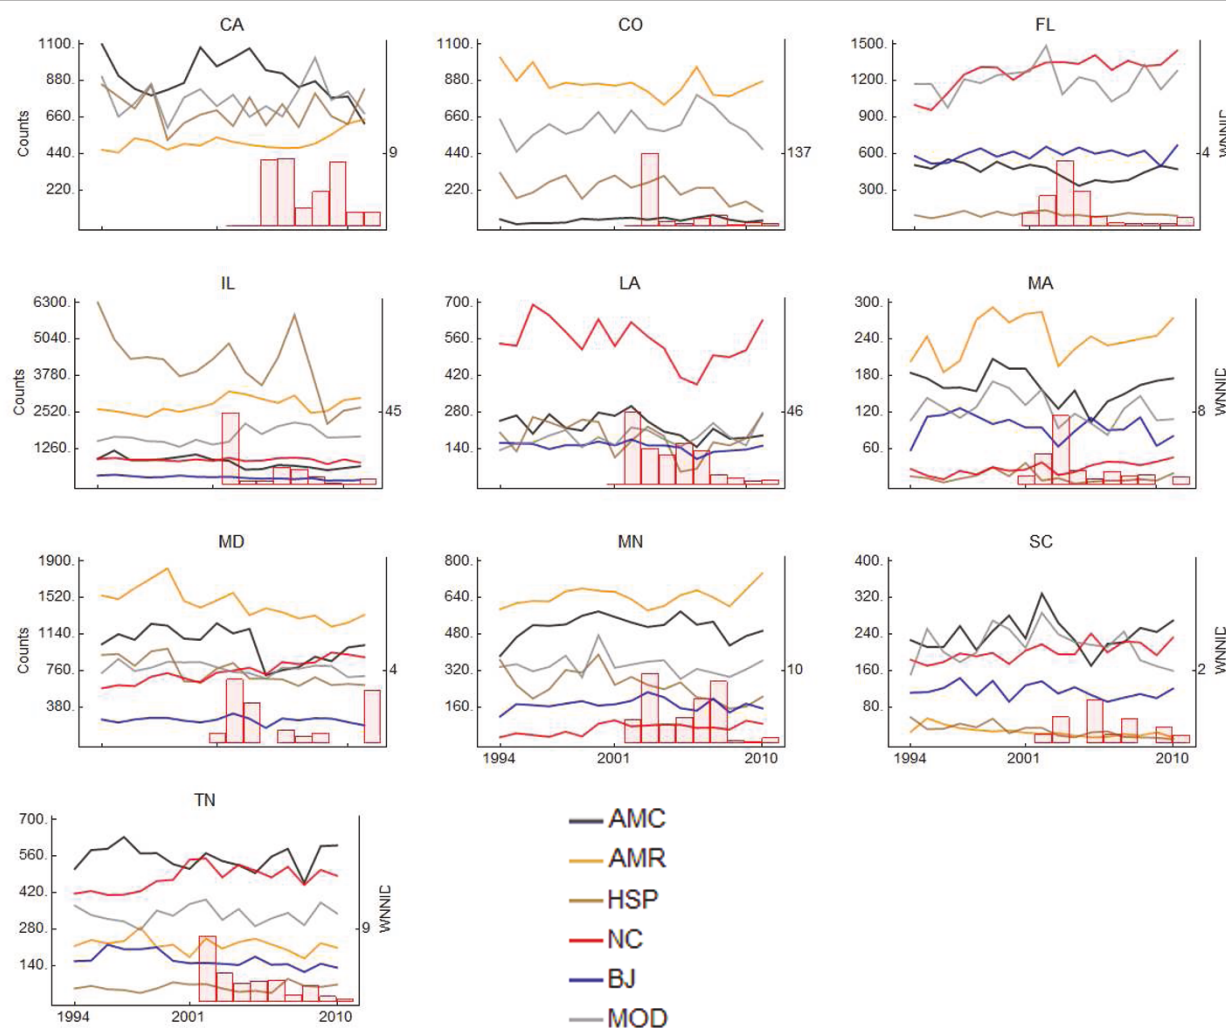 CA
CO
FL
1100.
880.
660.
440.
220.
Counts
9
1100.
880.
660.
440.
220.
137
1500.
1200.
900.
600.
300.
4
WNNID
IL
LA
MA
6300.
5040.
3780.
2520.
1260.
Counts
45
700.
560.
420.
280.
140.
46
300.
240.
180.
120.
60.
8
WNNID
MD
MN
SC
1900.
1520.
1140.
760.
380.
Counts
4
800.
640.
480.
320.
160.
10
1994 2001 2010
400.
320.
240.
160.
80.
2
WNNID
1994 2001 2010
TN
700.
560.
420.
280.
140.
9
WNNID
1994 2001 2010
AMC
AMR
HSP
NC
BJ
MOD